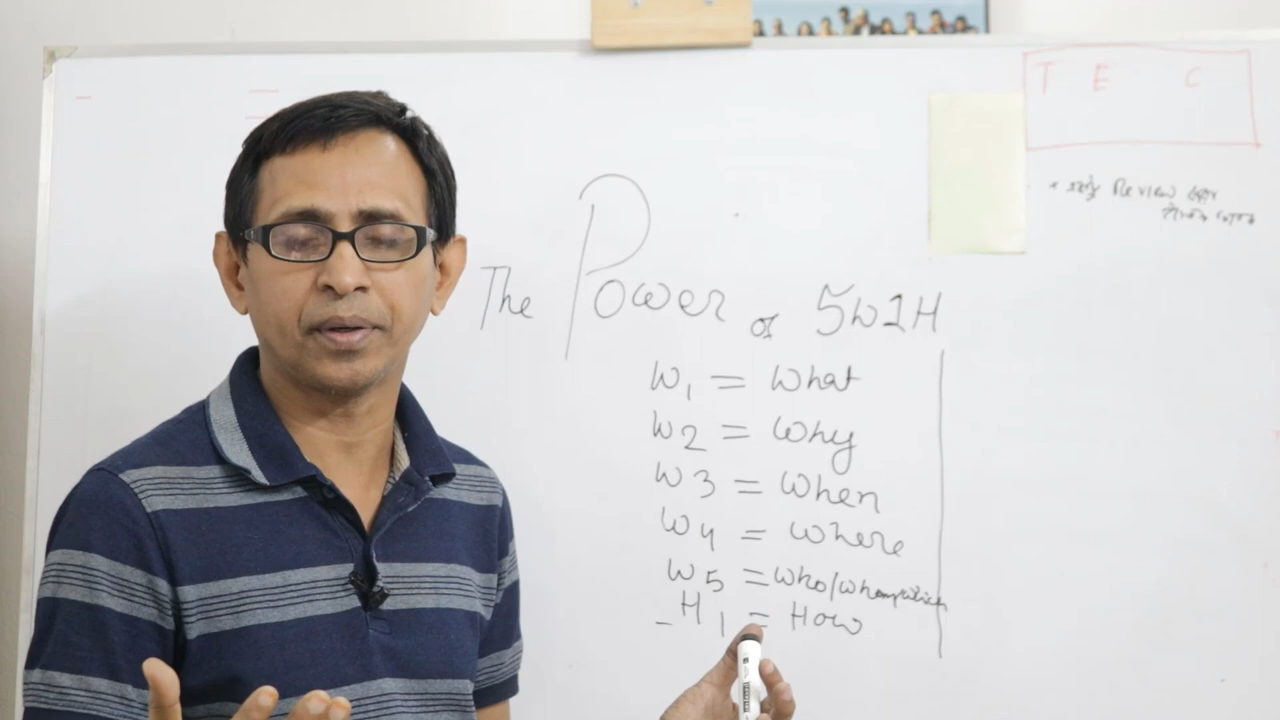 The Power of 5W1H
W1 = What
W2 = Why
W3 = When
W4 = Where
W5 = Who/Whom/Which
H1 = How
T E C
Review